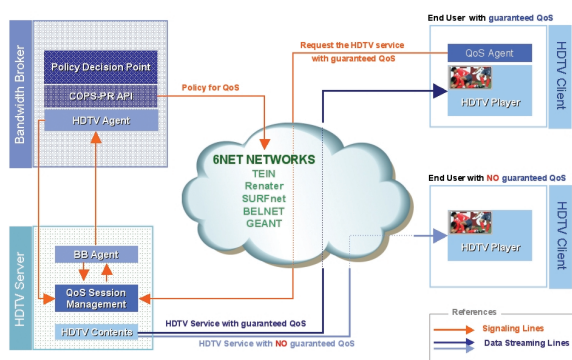 Bandwidth Broker
Policy Decision Point
COPS-PR API
HDTV Agent
Policy for QoS
Request the HDTV service
with guaranteed QoS
End User with guaranteed QoS
QoS Agent
HDTV Player
HDTV Client
6NET NETWORKS
TEIN
Renater
SURFnet
BELNET
GEANT
End User with NO guaranteed QoS
HDTV Player
HDTV Client
HDTV Server
BB Agent
QoS Session
Management
HDTV Contents
HDTV Service with guaranteed QoS
HDTV Service with NO guaranteed QoS
References
Signaling Lines
Data Streaming Lines